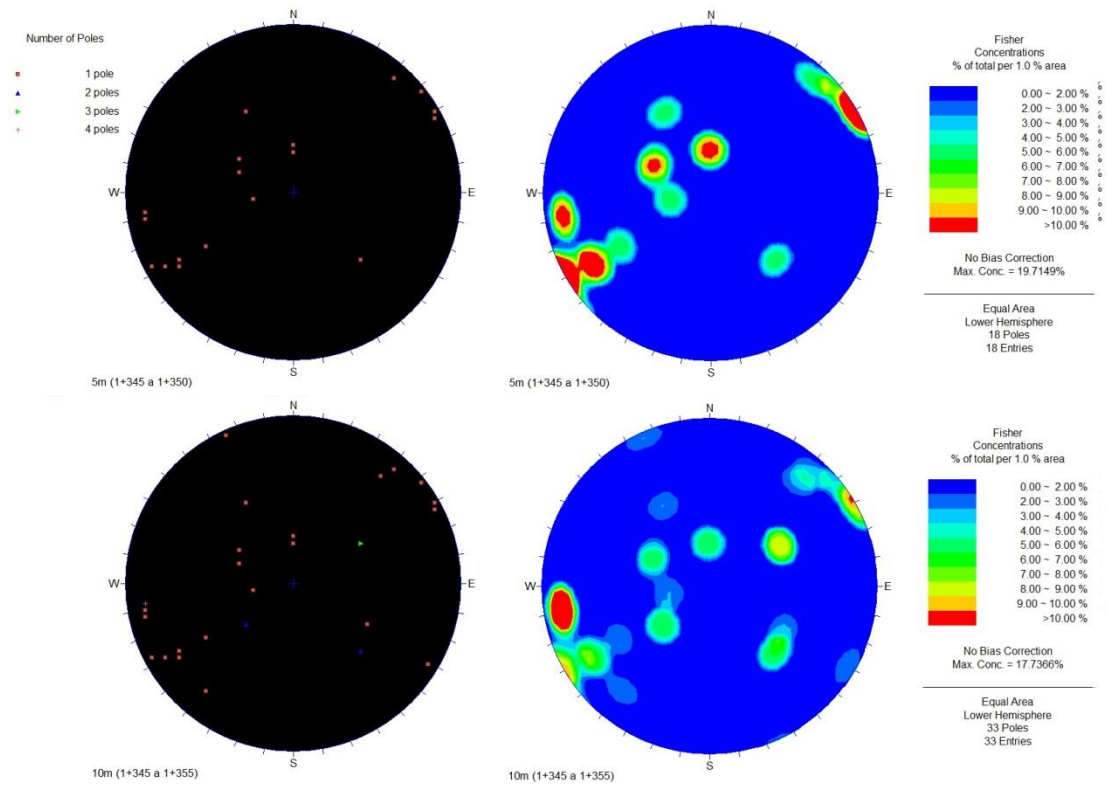 Number of Poles
1 pole
2 poles
3 poles
4 poles
N
W
E
S
5m (1+345 a 1+350)
N
W
E
S
5m (1+345 a 1+350)
Fisher
Concentrations
% of total per 1.0 % area
0.00 ~ 2.00 %
2.00 ~ 3.00 %
3.00 ~ 4.00 %
4.00 ~ 5.00 %
5.00 ~ 6.00 %
6.00 ~ 7.00 %
7.00 ~ 8.00 %
8.00 ~ 9.00 %
9.00 ~ 10.00 %
>10.00 %
No Bias Correction
Max. Conc. = 19.7149%
Equal Area
Lower Hemisphere
18 Poles
18 Entries
N
W
E
S
10m (1+345 a 1+355)
N
W
E
S
10m (1+345 a 1+355)
Fisher
Concentrations
% of total per 1.0 % area
0.00 ~ 2.00 %
2.00 ~ 3.00 %
3.00 ~ 4.00 %
4.00 ~ 5.00 %
5.00 ~ 6.00 %
6.00 ~ 7.00 %
7.00 ~ 8.00 %
8.00 ~ 9.00 %
9.00 ~ 10.00 %
>10.00 %
No Bias Correction
Max. Conc. = 17.7366%
Equal Area
Lower Hemisphere
33 Poles
33 Entries